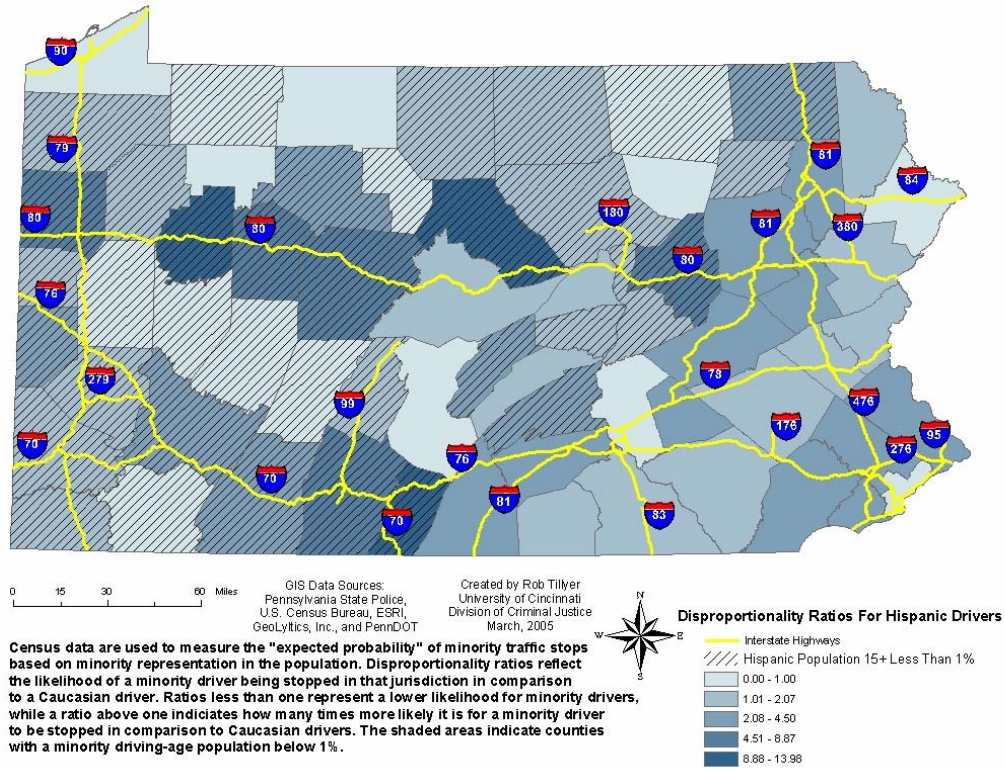 90
79
81
84
80
180
80
81
380
80
76
279
78
99
476
176
95
70
276
76
70
81
70
83
0 15 30 60 Miles
GIS Data Sources:
Pennsylvania State Police,
U.S. Census Bureau, ESRI,
GeoLyltics, Inc., and PennDOT
Created by Rob Tillyer
University of Cincinnati
Division of Criminal Justice
March, 2005
N
W
E
S
Census data are used to measure the "expected probability" of minority traffic stops
based on minority representation in the population. Disproportionality ratios reflect
the likelihood of a minority driver being stopped in that jurisdiction in comparison
to a Caucasian driver. Ratios less than one represent a lower likelihood for minority drivers,
while a ratio above one indiciates how many times more likely it is for a minority driver
to be stopped in comparison to Caucasian drivers. The shaded areas indicate counties
with a minority driving-age population below 1%.
Disproportionality Ratios For Hispanic Drivers
Interstate Highways
Hispanic Population 15+ Less Than 1%
0.00 - 1.00
1.01 - 2.07
2.08 - 4.50
4.51 - 8.87
8.88 - 13.98